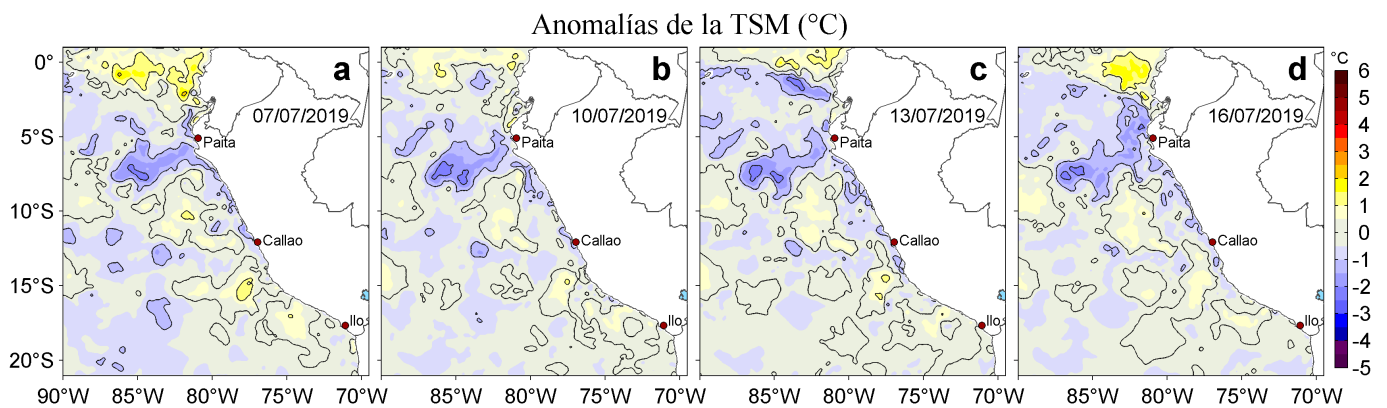 Anomalías de la TSM (°C)
a
07/07/2019
Paita
Callao
Ilo
b
10/07/2019
Paita
Callao
Ilo
c
13/07/2019
Paita
Callao
Ilo
d
16/07/2019
Paita
Callao
Ilo
0°
5°S
10°S
15°S
20°S
90°W 85°W 80°W 75°W 70°W
85°W 80°W 75°W 70°W
85°W 80°W 75°W 70°W
85°W 80°W 75°W 70°W
°C
6
5
4
3
2
1
0
-1
-2
-3
-4
-5